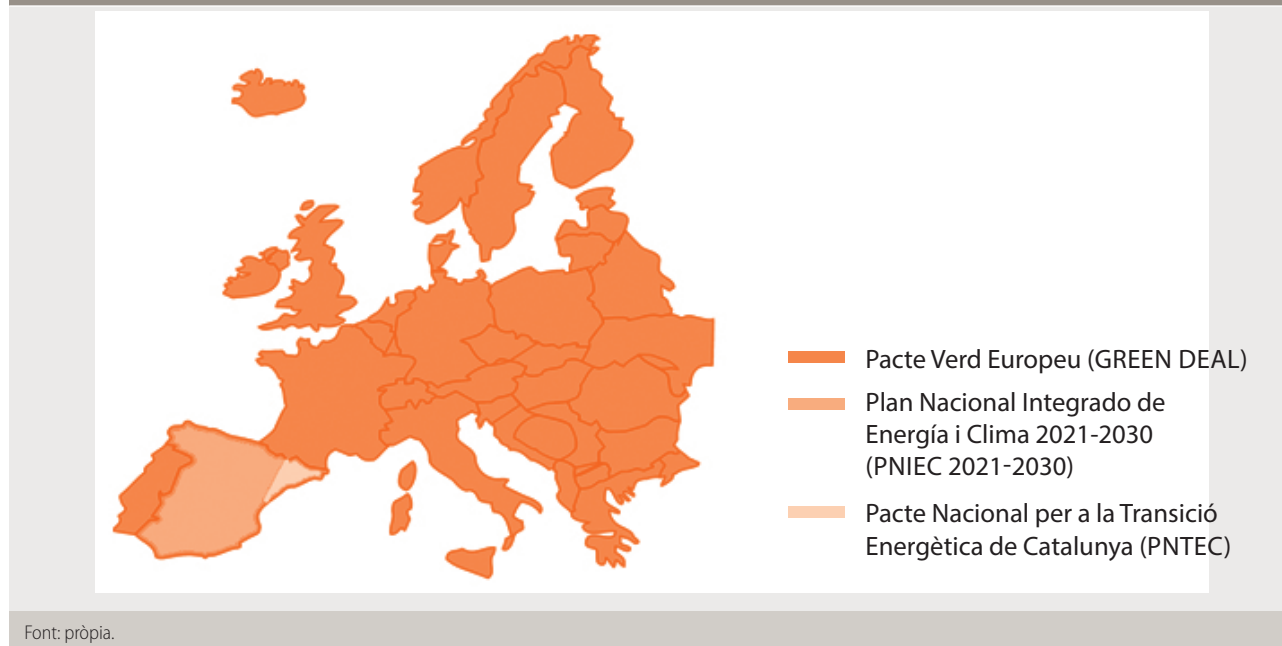 Pacte Verd Europeu (GREEN DEAL)
Plan Nacional Integrado de
Energía i Clima 2021-2030
(PNIEC 2021-2030)
Pacte Nacional per a la Transició
Energètica de Catalunya (PNTEC)
Font: pròpia.